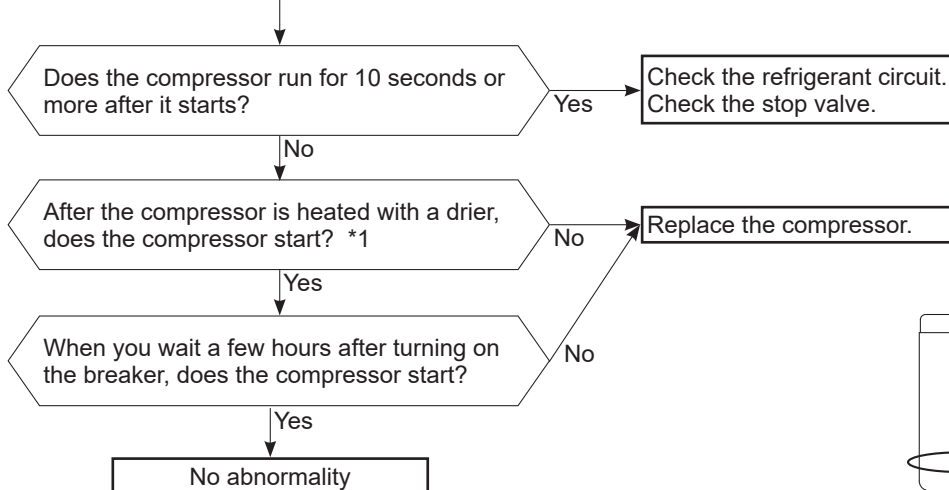 Does the compressor run for 10 seconds or
more after it starts?
Yes
Check the refrigerant circuit.
Check the stop valve.
No
After the compressor is heated with a drier,
does the compressor start? *1
No
Replace the compressor.
Yes
When you wait a few hours after turning on
the breaker, does the compressor start?
No
Yes
No abnormality